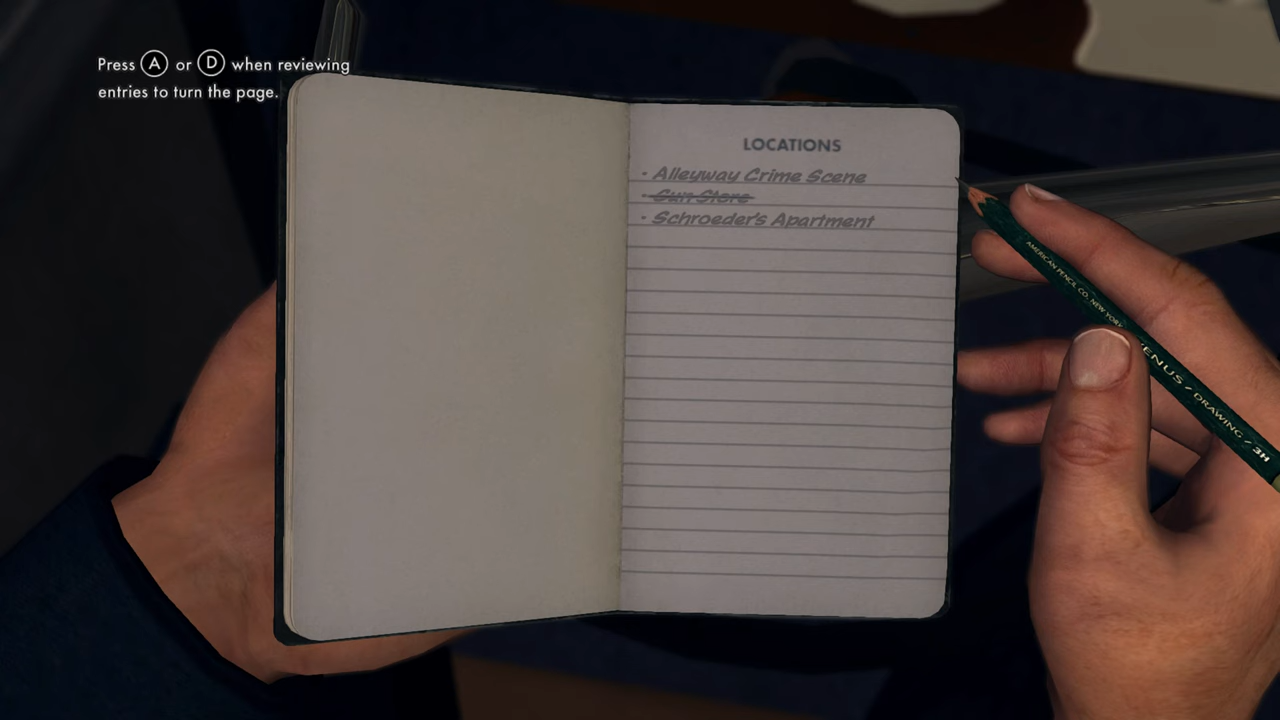 Press A or D when reviewing
entries to turn the page.
LOCATIONS
- Alleyway Crime Scene
- Gun Store
- Schroeder's Apartment
AMERICAN PENCIL CO. NEW YORK
VENUS / DRAWING / 3H